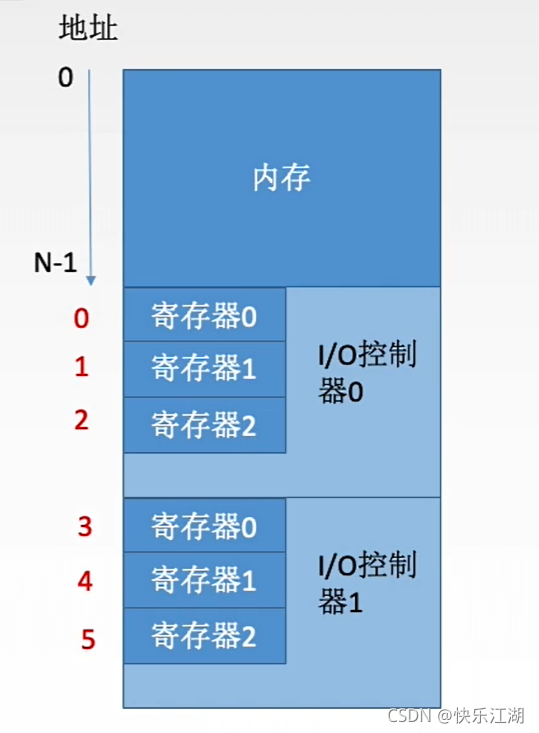 地址
0
内存
N-1
0
寄存器0
1
寄存器1
2
寄存器2
I/O控制
器0
3
寄存器0
4
寄存器1
5
寄存器2
I/O控制
器1
CSDN @快乐江湖